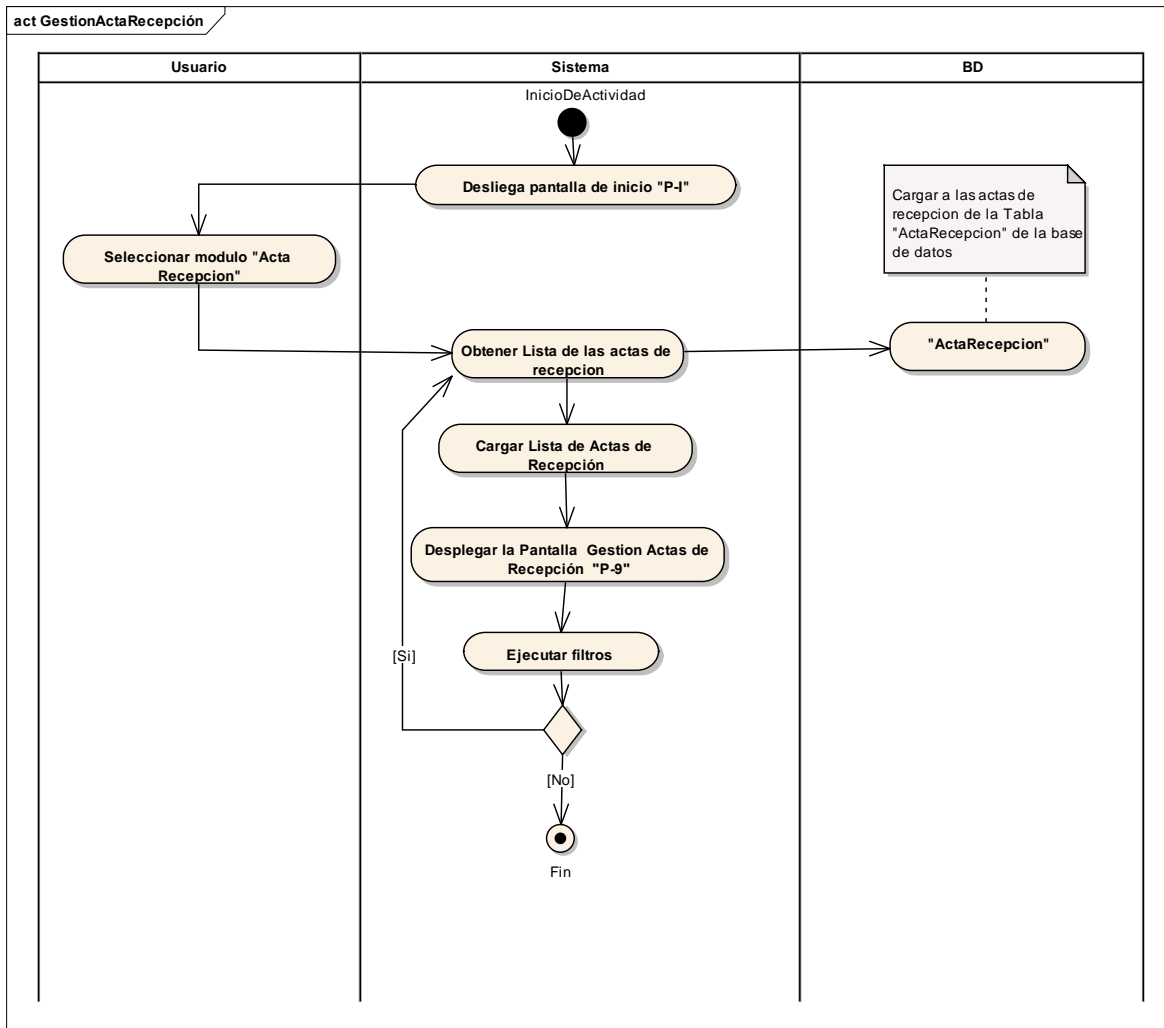 act GestionActaRecepción
Usuario
Sistema
BD
InicioDeActividad
Desliega pantalla de inicio "P-I"
Cargar a las actas de
recepcion de la Tabla
"ActaRecepcion" de la base
de datos
Seleccionar modulo "Acta
Recepcion"
Obtener Lista de las actas de
recepcion
"ActaRecepcion"
Cargar Lista de Actas de
Recepción
Desplegar la Pantalla Gestion Actas de
Recepción "P-9"
Ejecutar filtros
[Si]
[No]
Fin